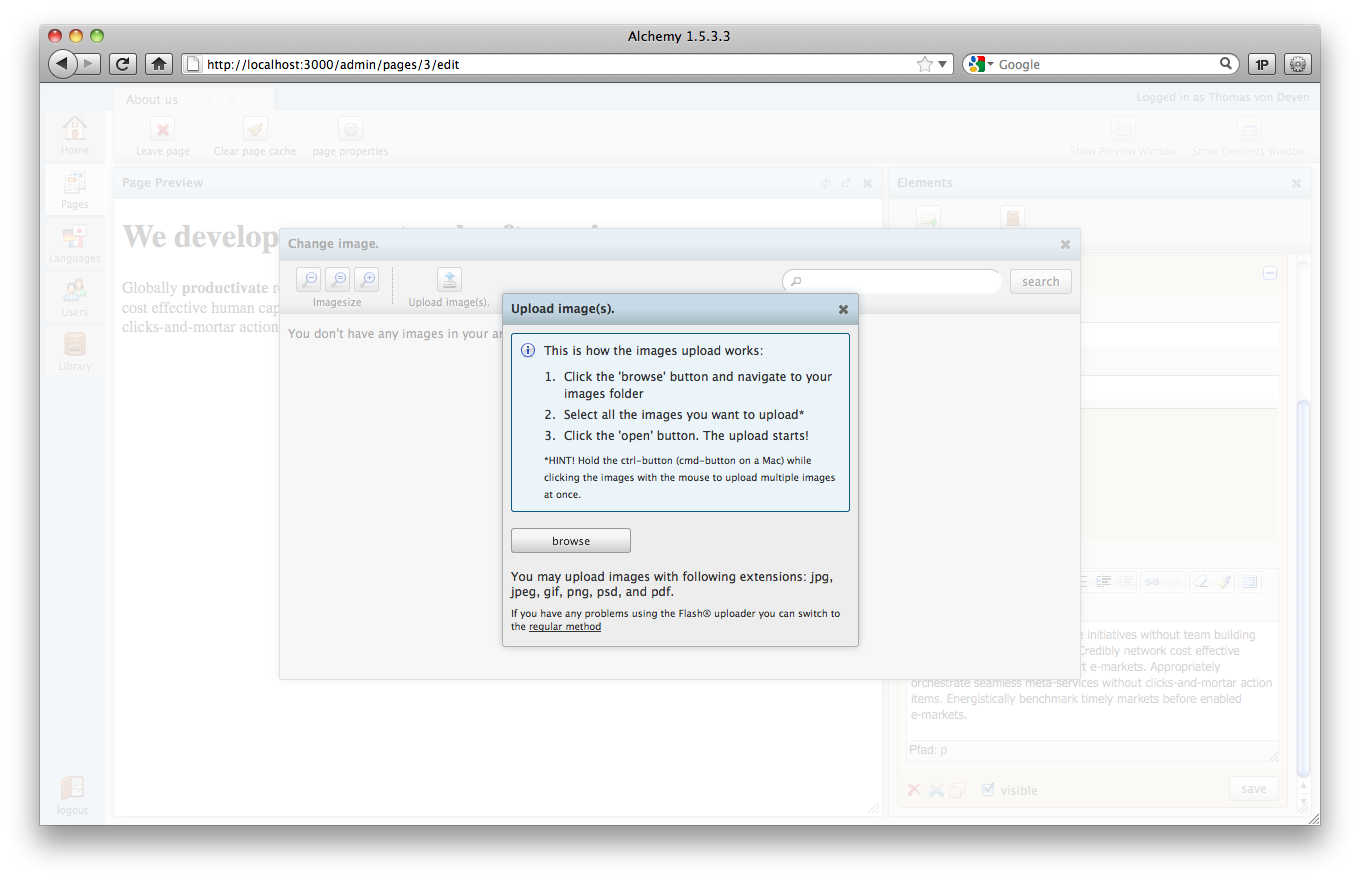 Alchemy 1.5.3.3
http://localhost:3000/admin/pages/3/edit
Google
1P
About us
Logged in as Thomas von Deyen
Home
Leave page
Clear page cache
page properties
Show Preview Window
Show Elements Window
Pages
Languages
Users
Library
logout
Page Preview
Elements
We develop
Globally productivate
cost effective human cap
clicks-and-mortar action
Change image.
Imagesize
Upload image(s).
search
You don't have any images in your ar
Upload image(s).
This is how the images upload works:
1. Click the 'browse' button and navigate to your
images folder
2. Select all the images you want to upload*
3. Click the 'open' button. The upload starts!
*HINT! Hold the ctrl-button (cmd-button on a Mac) while
clicking the images with the mouse to upload multiple images
at once.
browse
You may upload images with following extensions: jpg,
jpeg, gif, png, psd, and pdf.
If you have any problems using the Flash® uploader you can switch to
the regular method
initiatives without team building
Credibly network cost effective
e-markets. Appropriately
orchestrate seamless meta-services without clicks-and-mortar action
items. Energistically benchmark timely markets before enabled
e-markets.
Pfad: p
visible
save